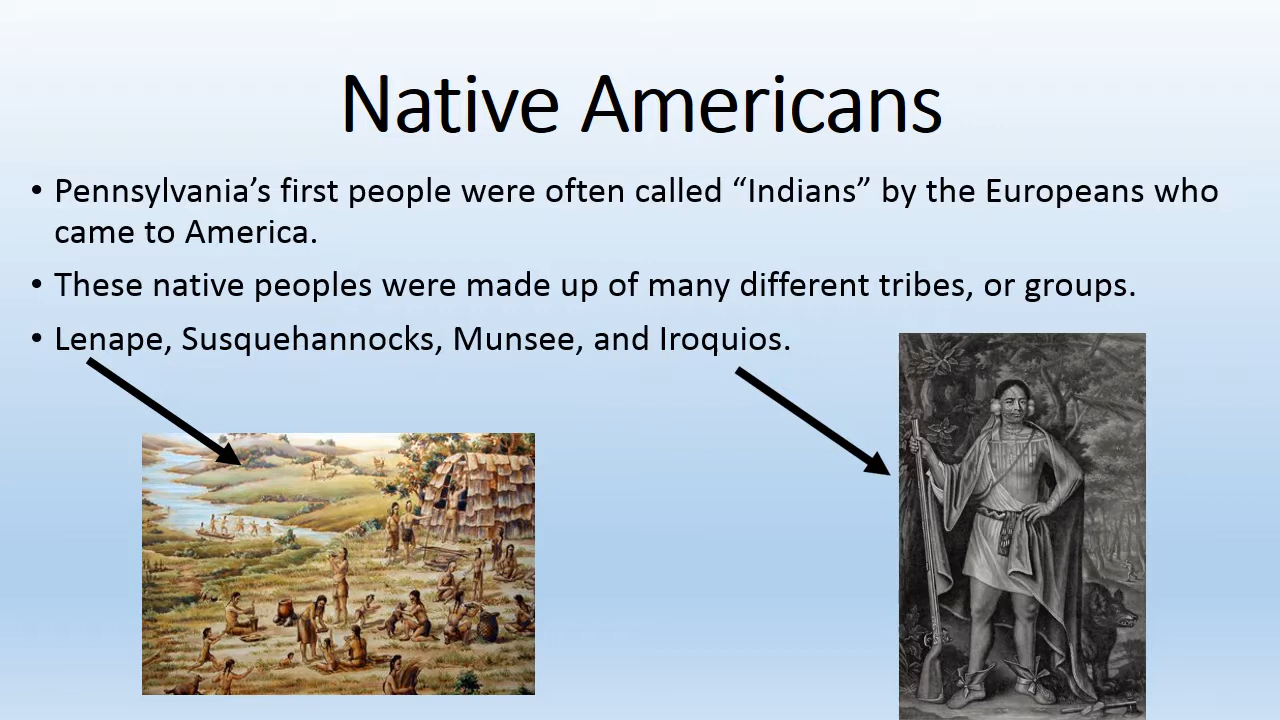 Native Americans
• Pennsylvania’s first people were often called “Indians” by the Europeans who
came to America.
• These native peoples were made up of many different tribes, or groups.
• Lenape, Susquehannocks, Munsee, and Iroquios.